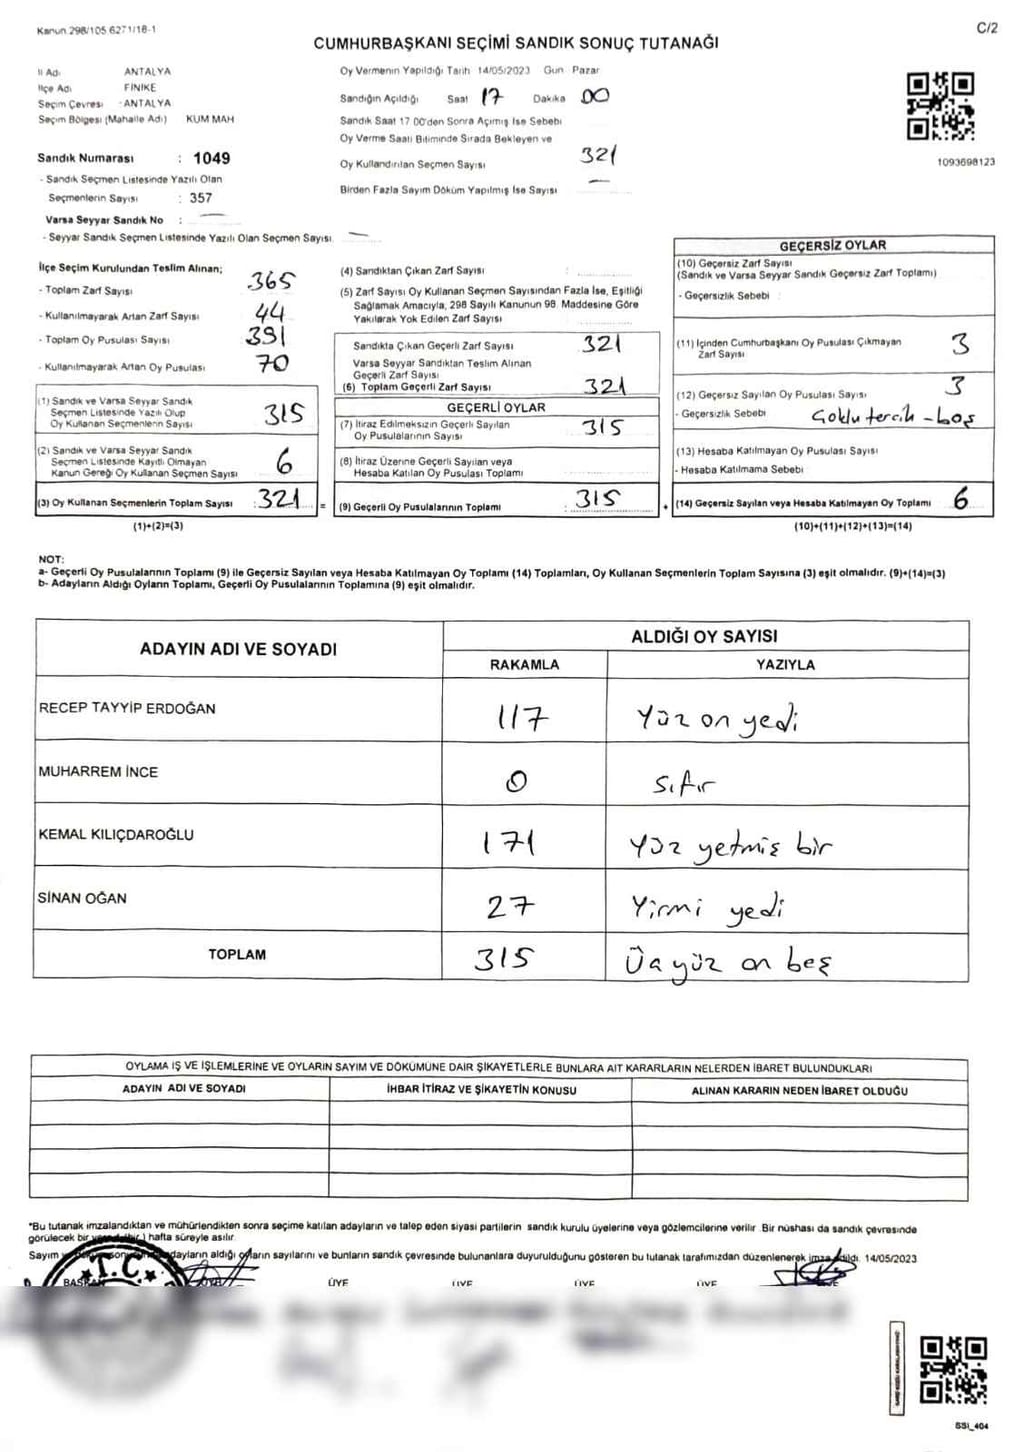 Kanun.298/105.6271/16-1
C/2
CUMHURBAŞKANI SEÇİMİ SANDIK SONUÇ TUTANAĞI
İl Adı ANTALYA
İlçe Adı FİNİKE
Seçim Çevresi : ANTALYA
Seçim Bölgesi (Mahalle Adı) KUM MAH
Sandık Numarası : 1049
- Sandık Seçmen Listesinde Yazılı Olan
Seçmenlerin Sayısı : 357
Varsa Seyyar Sandık No : —
- Seyyar Sandık Seçmen Listesinde Yazılı Olan Seçmen Sayısı. —
Oy Vermenin Yapıldığı Tarih 14/05/2023 Gün Pazar
Sandığın Açıldığı Saat 17 Dakika 00
Sandık Saat 17 00'den Sonra Açımış İse Sebebi
Oy Verme Saati Bitiminde Sırada Bekleyen ve
Oy Kullandırılan Seçmen Sayısı 321
Birden Fazla Sayım Döküm Yapılmış İse Sayısı —
1093698123
İlçe Seçim Kurulundan Teslim Alınan;
- Toplam Zarf Sayısı 365
- Kullanılmayarak Artan Zarf Sayısı 44
- Toplam Oy Pusulası Sayısı 391
- Kullanılmayarak Artan Oy Pusulası 70
(1) Sandık ve Varsa Seyyar Sandık
Seçmen Listesinde Yazılı Olup
Oy Kullanan Seçmenlerin Sayısı 315
(2) Sandık ve Varsa Seyyar Sandık
Seçmen Listesinde Kayıtlı Olmayan
Kanun Gereği Oy Kullanan Seçmen Sayısı 6
(3) Oy Kullanan Seçmenlerin Toplam Sayısı : 321 =
(1)+(2)=(3)
(4) Sandıktan Çıkan Zarf Sayısı :
(5) Zarf Sayısı Oy Kullanan Seçmen Sayısından Fazla İse, Eşitliği
Sağlamak Amacıyla, 298 Sayılı Kanunun 98. Maddesine Göre
Yakılarak Yok Edilen Zarf Sayısı
Sandıkta Çıkan Geçerli Zarf Sayısı 321
Varsa Seyyar Sandıktan Teslim Alınan
Geçerli Zarf Sayısı
(6) Toplam Geçerli Zarf Sayısı 321
GEÇERLİ OYLAR
(7) İtiraz Edilmeksizin Geçerli Sayılan
Oy Pusulalarının Sayısı 315
(8) İtiraz Üzerine Geçerli Sayılan veya
Hesaba Katılan Oy Pusulası Toplamı
(9) Geçerli Oy Pusulalarının Toplamı : 315 +
GEÇERSİZ OYLAR
(10) Geçersiz Zarf Sayısı
(Sandık ve Varsa Seyyar Sandık Geçersiz Zarf Toplamı)
- Geçersizlik Sebebi :
(11) İçinden Cumhurbaşkanı Oy Pusulası Çıkmayan
Zarf Sayısı 3
(12) Geçersiz Sayılan Oy Pusulası Sayısı 3
- Geçersizlik Sebebi Çoklu tercih - boş
(13) Hesaba Katılmayan Oy Pusulası Sayısı
- Hesaba Katılmama Sebebi
(14) Geçersiz Sayılan veya Hesaba Katılmayan Oy Toplamı 6
(10)+(11)+(12)+(13)=(14)
NOT:
a- Geçerli Oy Pusulalarının Toplamı (9) ile Geçersiz Sayılan veya Hesaba Katılmayan Oy Toplamı (14) Toplamları, Oy Kullanan Seçmenlerin Toplam Sayısına (3) eşit olmalıdır. (9)+(14)=(3)
b- Adayların Aldığı Oyların Toplamı, Geçerli Oy Pusulalarının Toplamına (9) eşit olmalıdır.
ADAYIN ADI VE SOYADI
ALDIĞI OY SAYISI
RAKAMLA YAZIYLA
RECEP TAYYİP ERDOĞAN 117 Yüz on yedi
MUHARREM İNCE 0 sıfır
KEMAL KILIÇDAROĞLU 171 Yüz yetmiş bir
SİNAN OĞAN 27 Yirmi yedi
TOPLAM 315 Üçyüz on beş
OYLAMA İŞ VE İŞLEMLERİNE VE OYLARIN SAYIM VE DÖKÜMÜNE DAİR ŞİKAYETLERLE BUNLARA AİT KARARLARIN NELERDEN İBARET BULUNDUKLARI
ADAYIN ADI VE SOYADI İHBAR İTİRAZ VE ŞİKAYETİN KONUSU ALINAN KARARIN NEDEN İBARET OLDUĞU
*Bu tutanak imzalandıktan ve mühürlendikten sonra seçime katılan adayların ve talep eden siyasi partilerin sandık kurulu üyelerine veya gözlemcilerine verilir. Bir nüshası da sandık çevresinde
görülecek bir hafta süreyle asılır.
Sayım adayların aldığı oyların sayılarını ve bunların sandık çevresinde bulunanlara duyurulduğunu gösteren bu tutanak tarafımızdan düzenlenerek imza edildi. 14/05/2023
T.C.
BAŞKAN ÜYE ÜYE ÜYE ÜYE
SSi_404